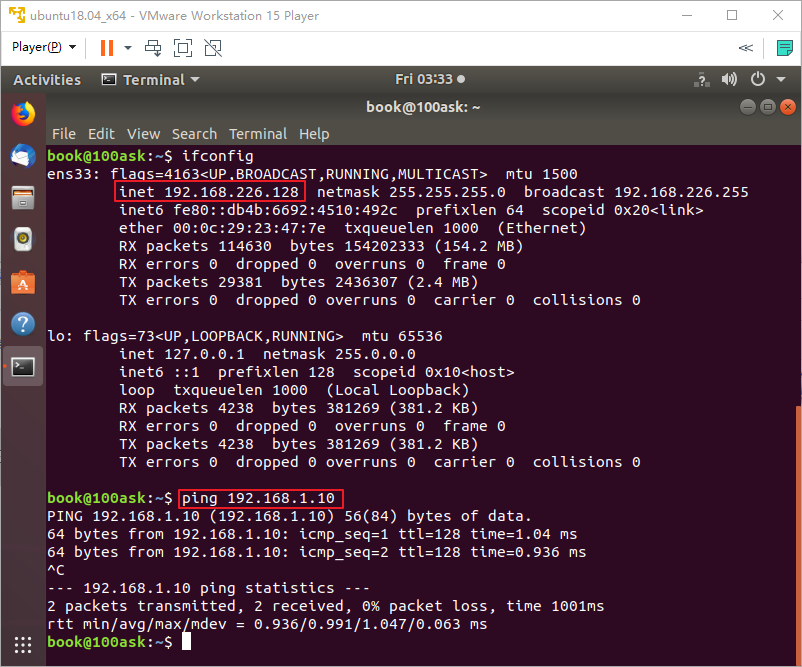 ubuntu18.04_x64 - VMware Workstation 15 Player
Player(P)
Activities Terminal Fri 03:33
book@100ask: ~
File Edit View Search Terminal Help
book@100ask:~$ ifconfig
ens33: flags=4163<UP,BROADCAST,RUNNING,MULTICAST>  mtu 1500
        inet 192.168.226.128  netmask 255.255.255.0  broadcast 192.168.226.255
        inet6 fe80::db4b:6692:4510:492c  prefixlen 64  scopeid 0x20<link>
        ether 00:0c:29:23:47:7e  txqueuelen 1000  (Ethernet)
        RX packets 114630  bytes 154202333 (154.2 MB)
        RX errors 0  dropped 0  overruns 0  frame 0
        TX packets 29381  bytes 2436307 (2.4 MB)
        TX errors 0  dropped 0 overruns 0  carrier 0  collisions 0
lo: flags=73<UP,LOOPBACK,RUNNING>  mtu 65536
        inet 127.0.0.1  netmask 255.0.0.0
        inet6 ::1  prefixlen 128  scopeid 0x10<host>
        loop  txqueuelen 1000  (Local Loopback)
        RX packets 4238  bytes 381269 (381.2 KB)
        RX errors 0  dropped 0  overruns 0  frame 0
        TX packets 4238  bytes 381269 (381.2 KB)
        TX errors 0  dropped 0 overruns 0  carrier 0  collisions 0
book@100ask:~$ ping 192.168.1.10
PING 192.168.1.10 (192.168.1.10) 56(84) bytes of data.
64 bytes from 192.168.1.10: icmp_seq=1 ttl=128 time=1.04 ms
64 bytes from 192.168.1.10: icmp_seq=2 ttl=128 time=0.936 ms
^C
--- 192.168.1.10 ping statistics ---
2 packets transmitted, 2 received, 0% packet loss, time 1001ms
rtt min/avg/max/mdev = 0.936/0.991/1.047/0.063 ms
book@100ask:~$